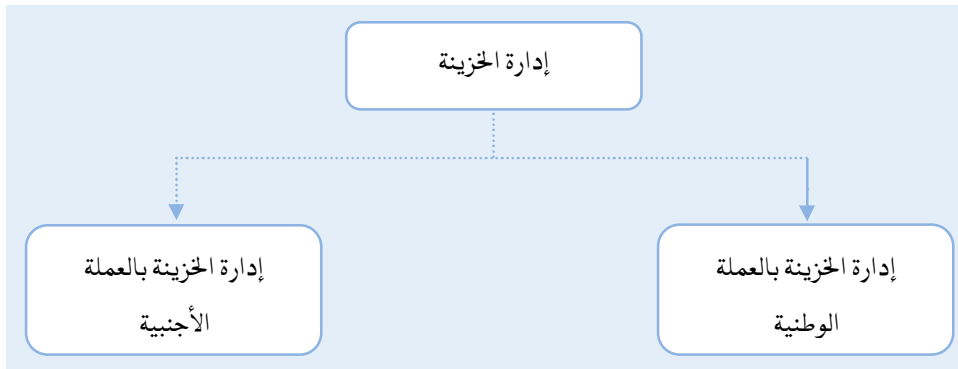 إدارة الخزينة
إدارة الخزينة بالعملة
الوطنية
إدارة الخزينة بالعملة
الأجنبية